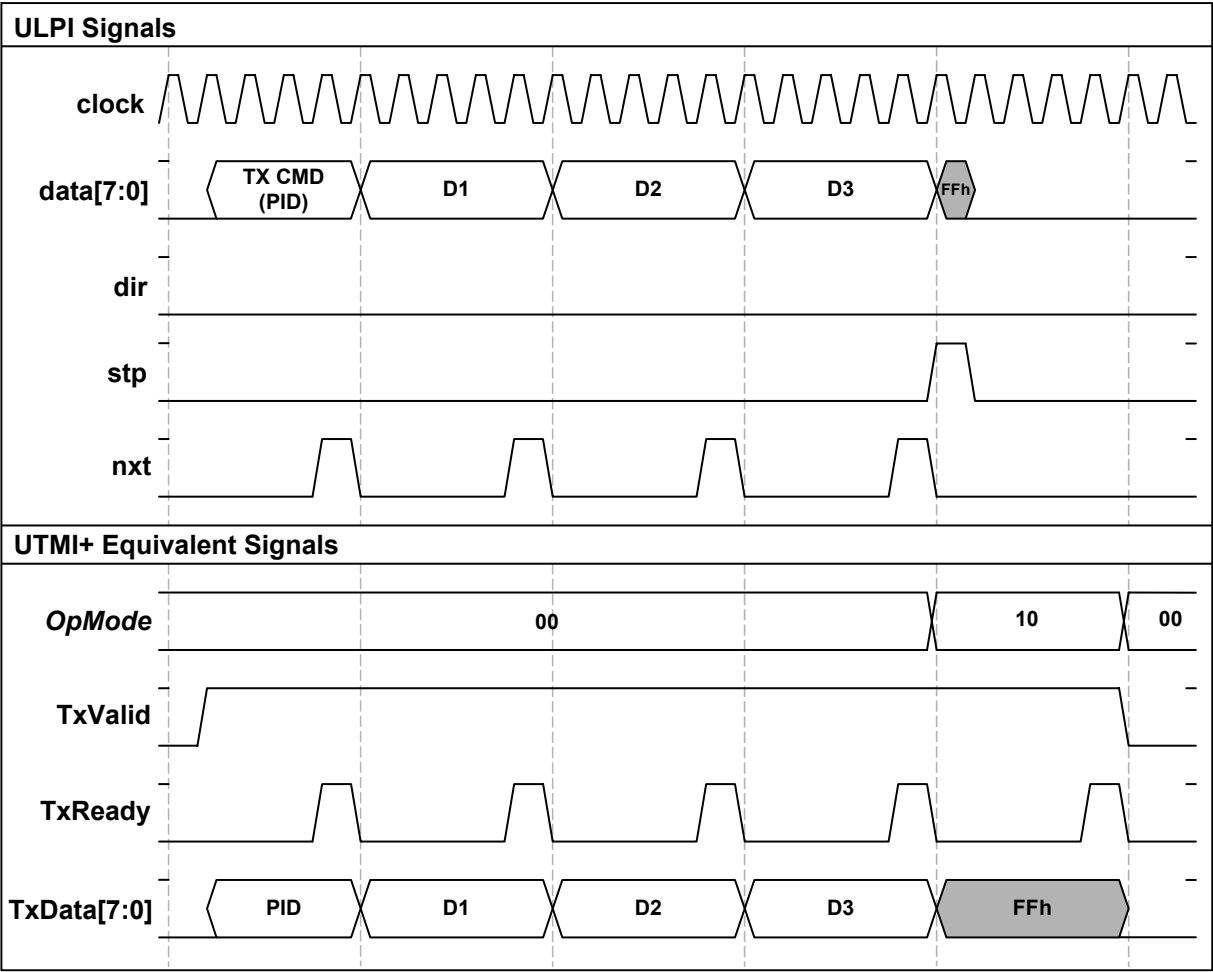 ULPI Signals
clock
data[7:0]
TX CMD
(PID)
D1
D2
D3
FFh
dir
stp
nxt
UTMI+ Equivalent Signals
OpMode
00
10
00
TxValid
TxReady
TxData[7:0]
PID
D1
D2
D3
FFh